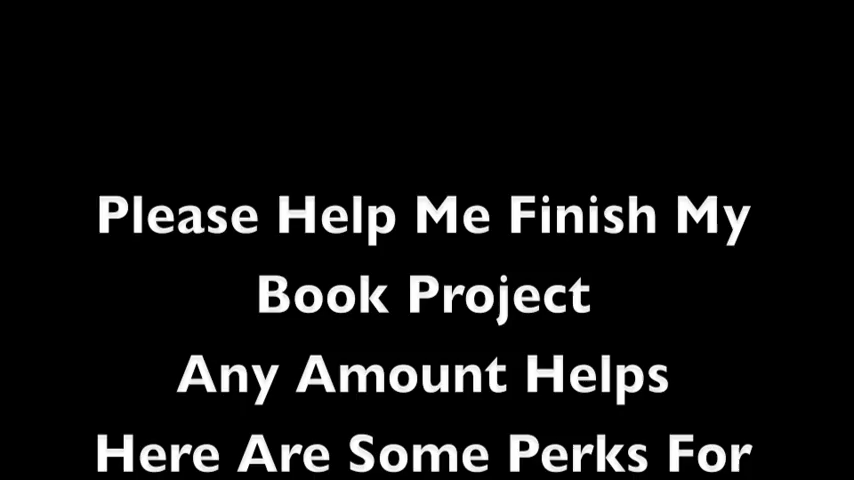 Please Help Me Finish My
Book Project
Any Amount Helps
Here Are Some Perks For